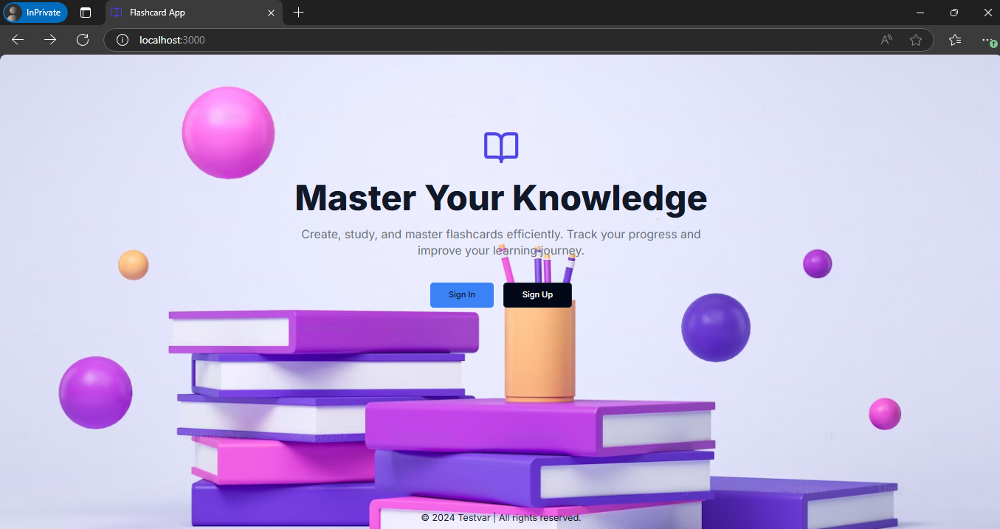 InPrivate
Flashcard App
localhost:3000
Master Your Knowledge
Create, study, and master flashcards efficiently. Track your progress and
improve your learning journey.
Sign In
Sign Up
Unsplash+
© 2024 Testvar | All rights reserved.